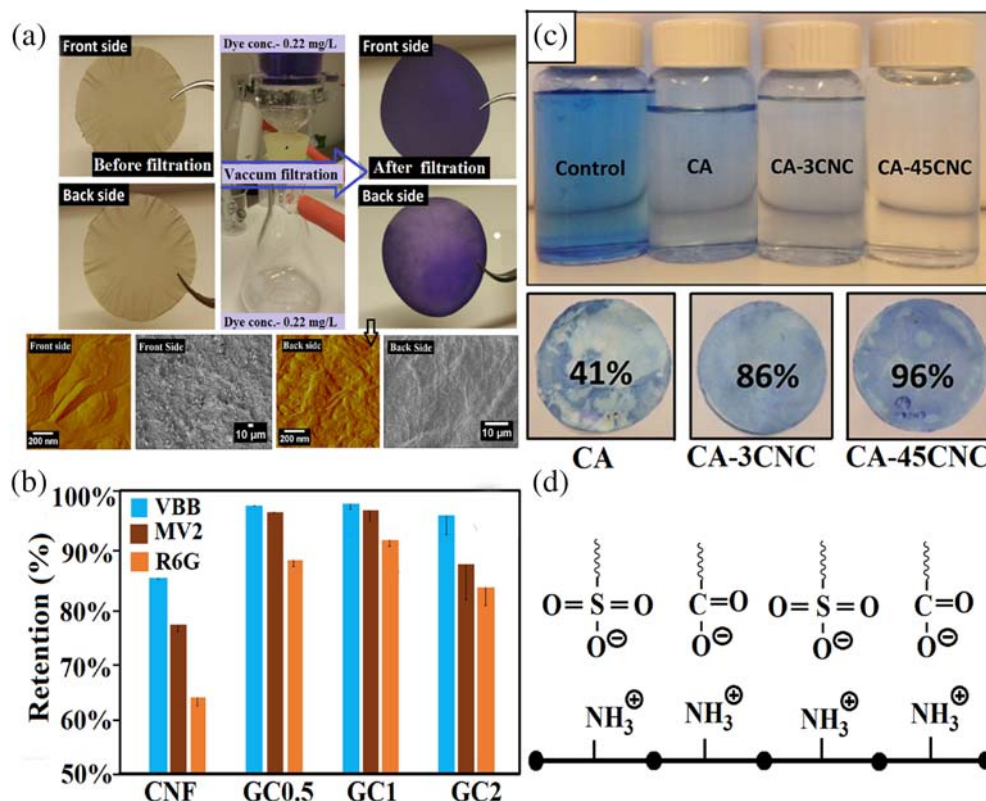 (a)
Front side
Dye conc.- 0.22 mg/L
Front side
Before filtration
Vaccum filtration
After filtration
Back side
Back side
Dye conc.- 0.22 mg/L
Front side
200 nm
Front Side
10 µm
Back side
200 nm
Back Side
10 µm
(c)
Control
CA
CA-3CNC
CA-45CNC
41%
86%
96%
CA
CA-3CNC
CA-45CNC
(b)
100%
90%
80%
70%
60%
50%
Retention (%)
VBB
MV2
R6G
CNF
GC0.5
GC1
GC2
(d)
O=S=O
O⊖
C=O
O⊖
O=S=O
O⊖
C=O
O⊖
NH₃⊕
NH₃⊕
NH₃⊕
NH₃⊕